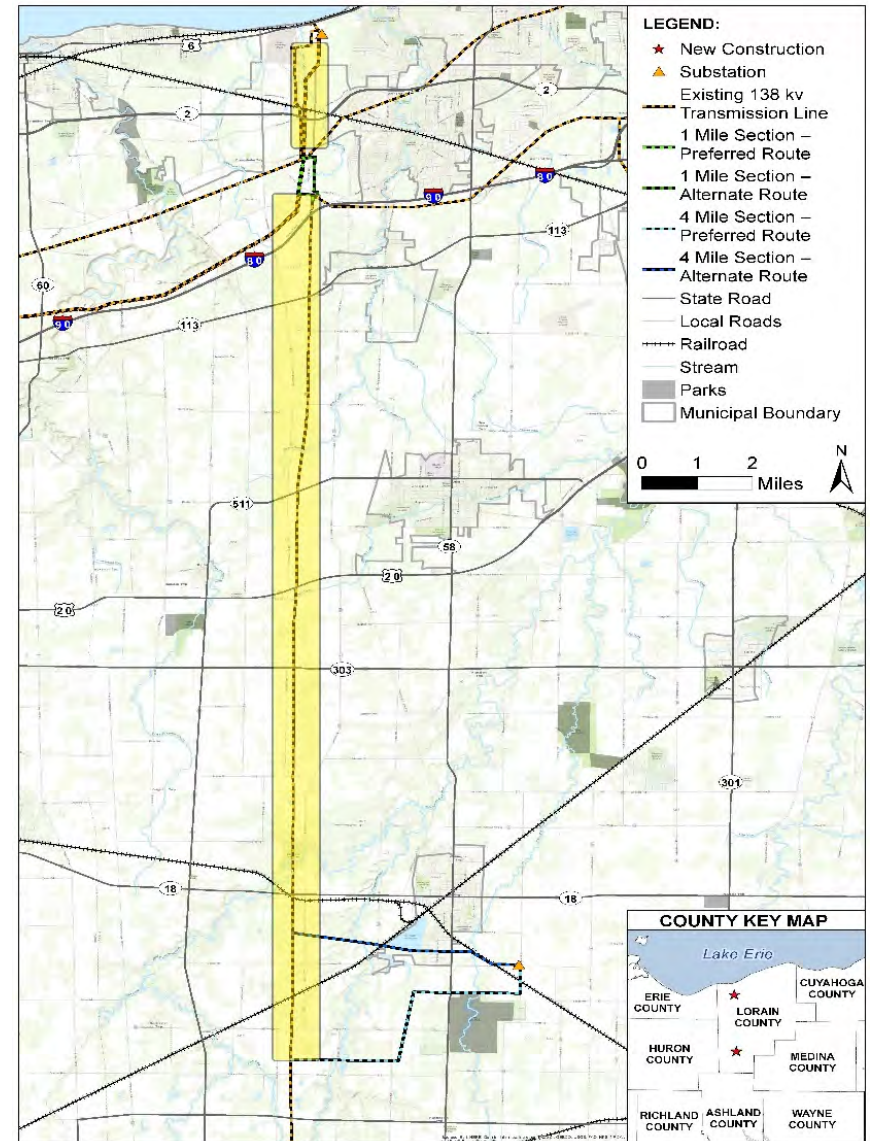 LEGEND:
New Construction
Substation
Existing 138 kv
Transmission Line
1 Mile Section –
Preferred Route
1 Mile Section –
Alternate Route
4 Mile Section –
Preferred Route
4 Mile Section –
Alternate Route
State Road
Local Roads
Railroad
Stream
Parks
Municipal Boundary
0 1 2
Miles
N
6
2
2
80
90
113
80
60
90
113
511
58
20
20
303
301
18
18
COUNTY KEY MAP
Lake Erie
ERIE
COUNTY
CUYAHOGA
COUNTY
LORAIN
COUNTY
HURON
COUNTY
MEDINA
COUNTY
RICHLAND
COUNTY
ASHLAND
COUNTY
WAYNE
COUNTY